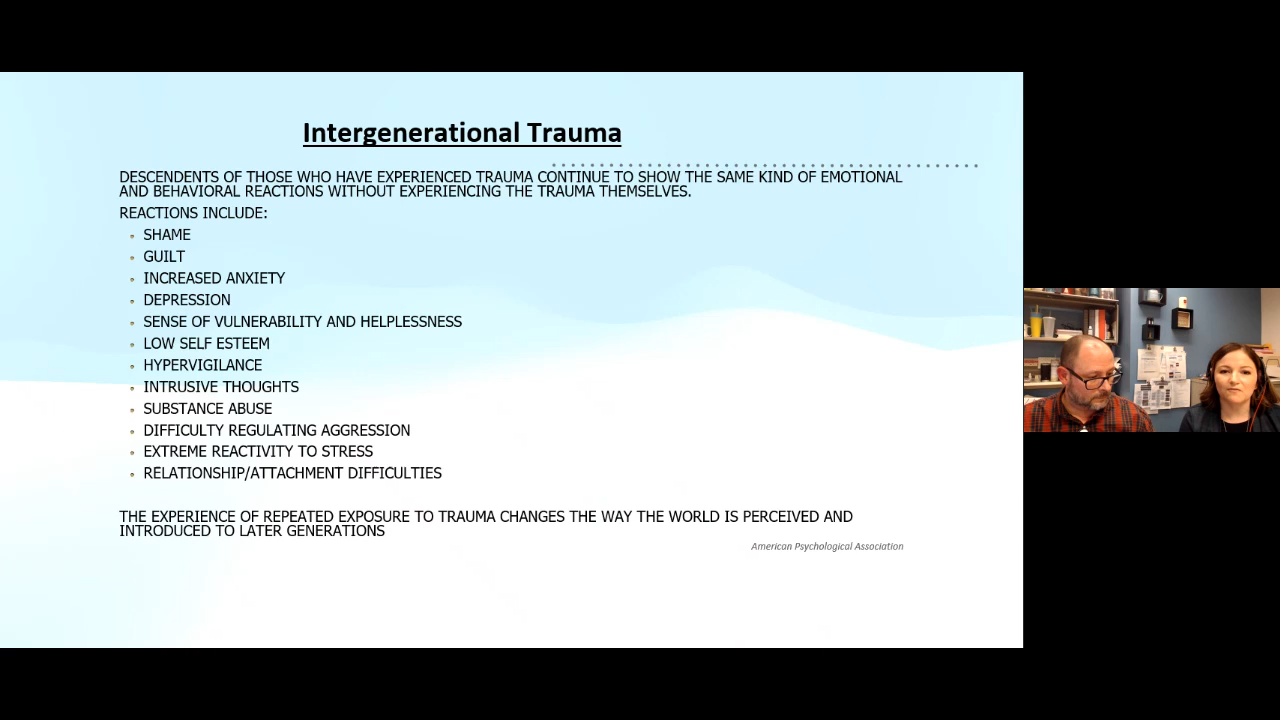 Intergenerational Trauma
DESCENDENTS OF THOSE WHO HAVE EXPERIENCED TRAUMA CONTINUE TO SHOW THE SAME KIND OF EMOTIONAL
AND BEHAVIORAL REACTIONS WITHOUT EXPERIENCING THE TRAUMA THEMSELVES.
REACTIONS INCLUDE:
SHAME
GUILT
INCREASED ANXIETY
DEPRESSION
SENSE OF VULNERABILITY AND HELPLESSNESS
LOW SELF ESTEEM
HYPERVIGILANCE
INTRUSIVE THOUGHTS
SUBSTANCE ABUSE
DIFFICULTY REGULATING AGGRESSION
EXTREME REACTIVITY TO STRESS
RELATIONSHIP/ATTACHMENT DIFFICULTIES
THE EXPERIENCE OF REPEATED EXPOSURE TO TRAUMA CHANGES THE WAY THE WORLD IS PERCEIVED AND
INTRODUCED TO LATER GENERATIONS
American Psychological Association